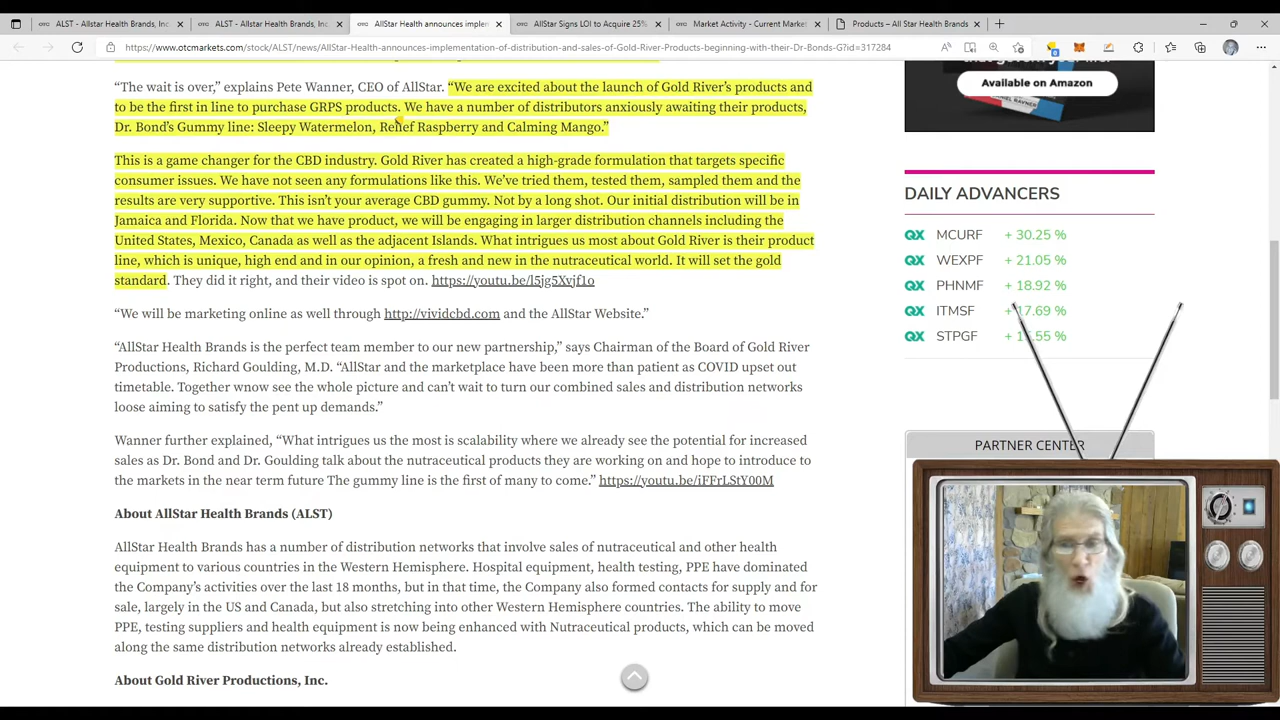 ALST - Allstar Health Brands, Inc
ALST - Allstar Health Brands, Inc.
AllStar Health announces implem
AllStar Signs LOI to Acquire 25%
Market Activity - Current Market
Products – All Star Health Brands
https://www.otcmarkets.com/stock/ALST/news/AllStar-Health-announces-implementation-of-distribution-and-sales-of-Gold-River-Products-beginning-with-their-Dr-Bonds-G?id=317284
“The wait is over,” explains Pete Wanner, CEO of AllStar. “We are excited about the launch of Gold River’s products and
to be the first in line to purchase GRPS products. We have a number of distributors anxiously awaiting their products,
Dr. Bond’s Gummy line: Sleepy Watermelon, Relief Raspberry and Calming Mango.”
This is a game changer for the CBD industry. Gold River has created a high-grade formulation that targets specific
consumer issues. We have not seen any formulations like this. We’ve tried them, tested them, sampled them and the
results are very supportive. This isn’t your average CBD gummy. Not by a long shot. Our initial distribution will be in
Jamaica and Florida. Now that we have product, we will be engaging in larger distribution channels including the
United States, Mexico, Canada as well as the adjacent Islands. What intrigues us most about Gold River is their product
line, which is unique, high end and in our opinion, a fresh and new in the nutraceutical world. It will set the gold
standard. They did it right, and their video is spot on. https://youtu.be/l5jg5Xvjf1o
“We will be marketing online as well through http://vividcbd.com and the AllStar Website.”
“AllStar Health Brands is the perfect team member to our new partnership,” says Chairman of the Board of Gold River
Productions, Richard Goulding, M.D. “AllStar and the marketplace have been more than patient as COVID upset out
timetable. Together wnow see the whole picture and can’t wait to turn our combined sales and distribution networks
loose aiming to satisfy the pent up demands.”
Wanner further explained, “What intrigues us the most is scalability where we already see the potential for increased
sales as Dr. Bond and Dr. Goulding talk about the nutraceutical products they are working on and hope to introduce to
the markets in the near term future The gummy line is the first of many to come.” https://youtu.be/iFFrLStY00M
About AllStar Health Brands (ALST)
AllStar Health Brands has a number of distribution networks that involve sales of nutraceutical and other health
equipment to various countries in the Western Hemisphere. Hospital equipment, health testing, PPE have dominated
the Company’s activities over the last 18 months, but in that time, the Company also formed contacts for supply and for
sale, largely in the US and Canada, but also stretching into other Western Hemisphere countries. The ability to move
PPE, testing suppliers and health equipment is now being enhanced with Nutraceutical products, which can be moved
along the same distribution networks already established.
About Gold River Productions, Inc.
Available on Amazon
DAILY ADVANCERS
QX MCURF + 30.25 %
QX WEXPF + 21.05 %
QX PHNMF + 18.92 %
QX ITMSF + 17.69 %
QX STPGF
PARTNER CENTER